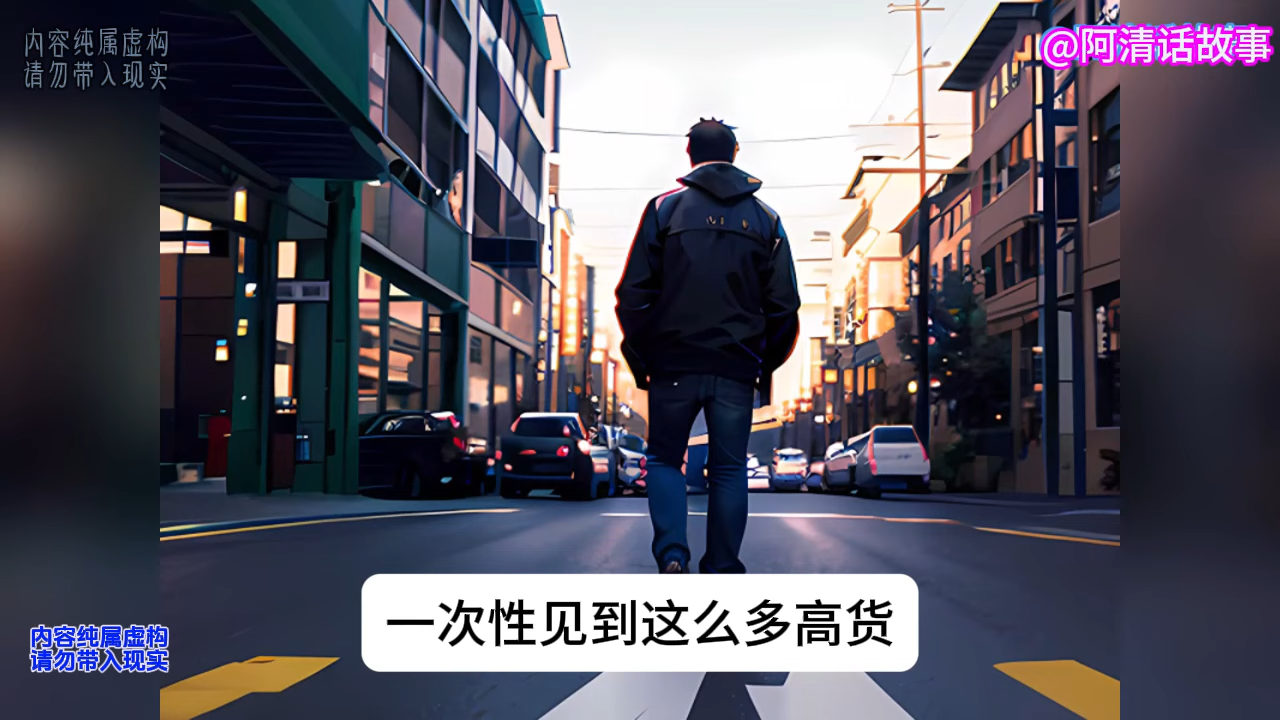 内容纯属虚构
请勿带入现实
@阿清话故事
一次性见到这么多高货
内容纯属虚构
请勿带入现实